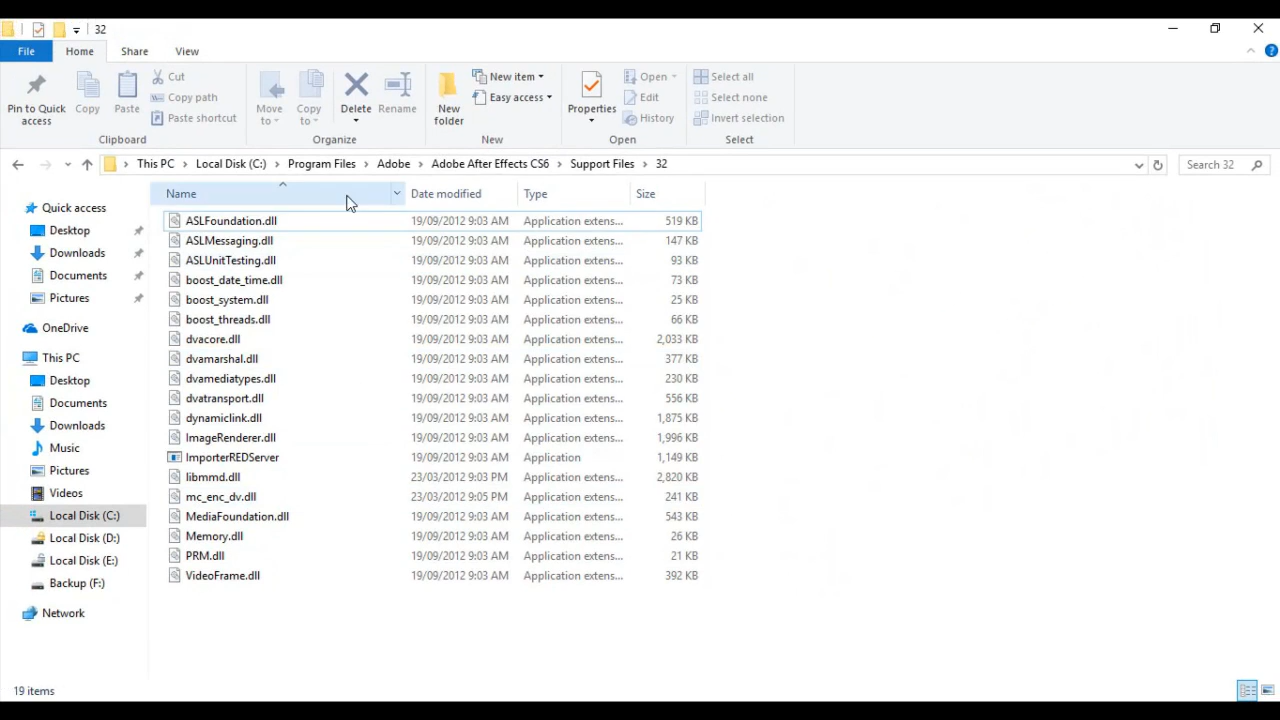 32
File Home Share View
Pin to Quick access
Copy
Paste
Cut
Copy path
Paste shortcut
Clipboard
Move to
Copy to
Delete
Rename
Organize
New folder
New item
Easy access
New
Properties
Open
Edit
History
Open
Select all
Select none
Invert selection
Select
This PC > Local Disk (C:) > Program Files > Adobe > Adobe After Effects CS6 > Support Files > 32
Search 32
Quick access
Desktop
Downloads
Documents
Pictures
OneDrive
This PC
Desktop
Documents
Downloads
Music
Pictures
Videos
Local Disk (C:)
Local Disk (D:)
Local Disk (E:)
Backup (F:)
Network
Name Date modified Type Size
ASLFoundation.dll 19/09/2012 9:03 AM Application extens... 519 KB
ASLMessaging.dll 19/09/2012 9:03 AM Application extens... 147 KB
ASLUnitTesting.dll 19/09/2012 9:03 AM Application extens... 93 KB
boost_date_time.dll 19/09/2012 9:03 AM Application extens... 73 KB
boost_system.dll 19/09/2012 9:03 AM Application extens... 25 KB
boost_threads.dll 19/09/2012 9:03 AM Application extens... 66 KB
dvacore.dll 19/09/2012 9:03 AM Application extens... 2,033 KB
dvamarshal.dll 19/09/2012 9:03 AM Application extens... 377 KB
dvamediatypes.dll 19/09/2012 9:03 AM Application extens... 230 KB
dvatransport.dll 19/09/2012 9:03 AM Application extens... 556 KB
dynamiclink.dll 19/09/2012 9:03 AM Application extens... 1,875 KB
ImageRenderer.dll 19/09/2012 9:03 AM Application extens... 1,996 KB
ImporterREDServer 19/09/2012 9:03 AM Application 1,149 KB
libmmd.dll 23/03/2012 9:03 PM Application extens... 2,820 KB
mc_enc_dv.dll 23/03/2012 9:05 PM Application extens... 241 KB
MediaFoundation.dll 19/09/2012 9:03 AM Application extens... 543 KB
Memory.dll 19/09/2012 9:03 AM Application extens... 26 KB
PRM.dll 19/09/2012 9:03 AM Application extens... 21 KB
VideoFrame.dll 19/09/2012 9:03 AM Application extens... 392 KB
19 items